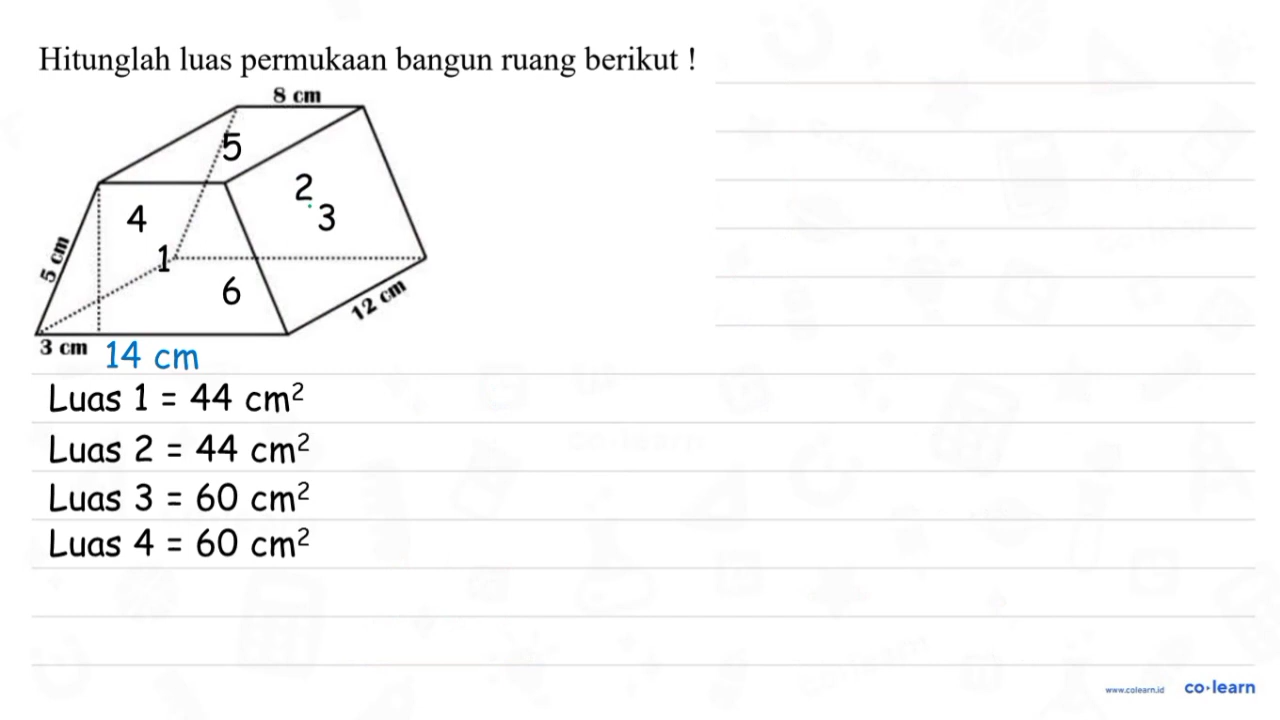 Hitunglah luas permukaan bangun ruang berikut !
8 cm
5
2
3
4
1
5 cm
6
12 cm
3 cm
14 cm
Luas 1 = 44 cm²
Luas 2 = 44 cm²
Luas 3 = 60 cm²
Luas 4 = 60 cm²
www.colearn.id
co·learn